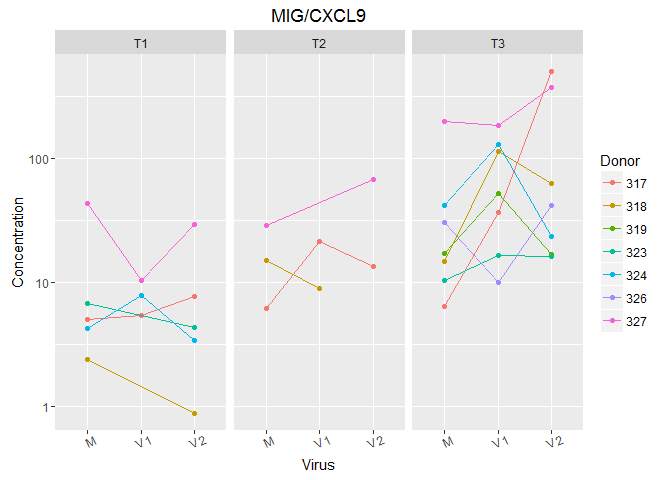 MIG/CXCL9
T1 T2 T3
Concentration
100
10
1
M V1 V2 M V1 V2 M V1 V2
Virus
Donor
317
318
319
323
324
326
327